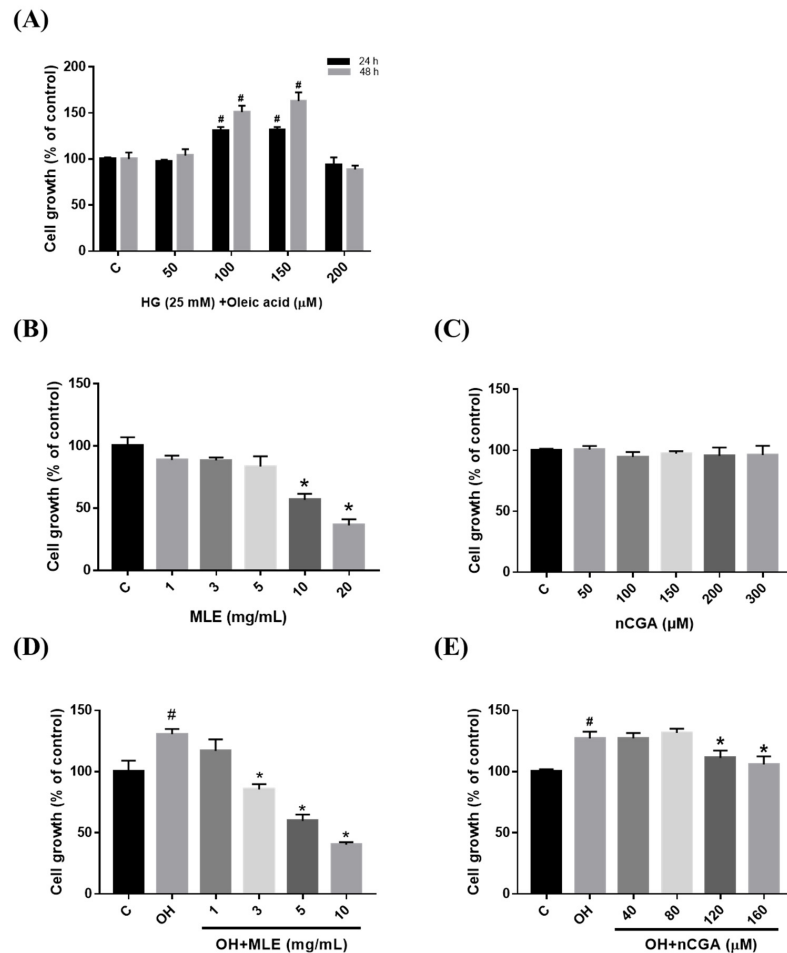 (A)
24 h
48 h
Cell growth (% of control)
200
150
100
50
0
# # # #
C 50 100 150 200
HG (25 mM) +Oleic acid (µM)
(B)
Cell growth (% of control)
150
100
50
0
* *
C 1 3 5 10 20
MLE (mg/mL)
(C)
Cell growth (% of control)
150
100
50
0
C 50 100 150 200 300
nCGA (µM)
(D)
Cell growth (% of control)
150
100
50
0
# * * *
C OH 1 3 5 10
OH+MLE (mg/mL)
(E)
Cell growth (% of control)
150
100
50
0
# * *
C OH 40 80 120 160
OH+nCGA (µM)